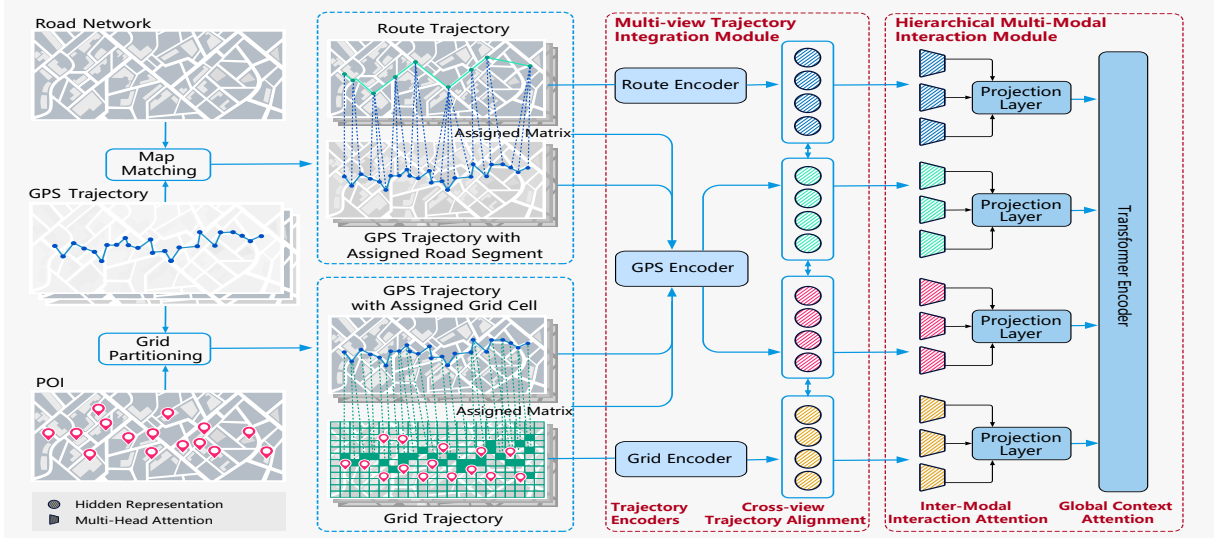 Road Network
Map
Matching
GPS Trajectory
Grid
Partitioning
POI
Hidden Representation
Multi-Head Attention
Route Trajectory
Assigned Matrix
GPS Trajectory with
Assigned Road Segment
GPS Trajectory
with Assigned Grid Cell
Assigned Matrix
Grid Trajectory
Multi-view Trajectory
Integration Module
Route Encoder
GPS Encoder
Grid Encoder
Trajectory
Encoders
Cross-view
Trajectory Alignment
Hierarchical Multi-Modal
Interaction Module
Projection
Layer
Projection
Layer
Projection
Layer
Projection
Layer
Transformer Encoder
Inter-Modal
Interaction Attention
Global Context
Attention